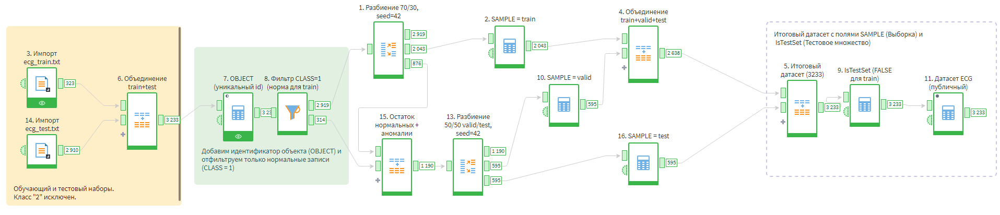 3. Импорт
ecg_train.txt
323
14. Импорт
ecg_test.txt
2 910
6. Объединение
train+test
3 233
Обучающий и тестовый наборы.
Класс "2" исключен.
7. OBJECT
(уникальный id)
8. Фильтр CLASS=1
(норма для train)
2 919
314
Добавим идентификатор объекта (OBJECT) и
отфильтруем только нормальные записи
(CLASS = 1)
1. Разбиение 70/30,
seed=42
2 919
2 043
876
2. SAMPLE = train
2 043
4. Объединение
train+valid+test
2 638
10. SAMPLE = valid
595
15. Остаток
нормальных +
аномалии
1 190
13. Разбиение
50/50 valid/test,
seed=42
1 190
595
595
16. SAMPLE = test
595
Итоговый датасет с полями SAMPLE (Выборка) и
IsTestSet (Тестовое множество)
5. Итоговый
датасет (3233)
3 233
9. IsTestSet (FALSE
для train)
3 233
11. Датасет ECG
(публичный)
3 233